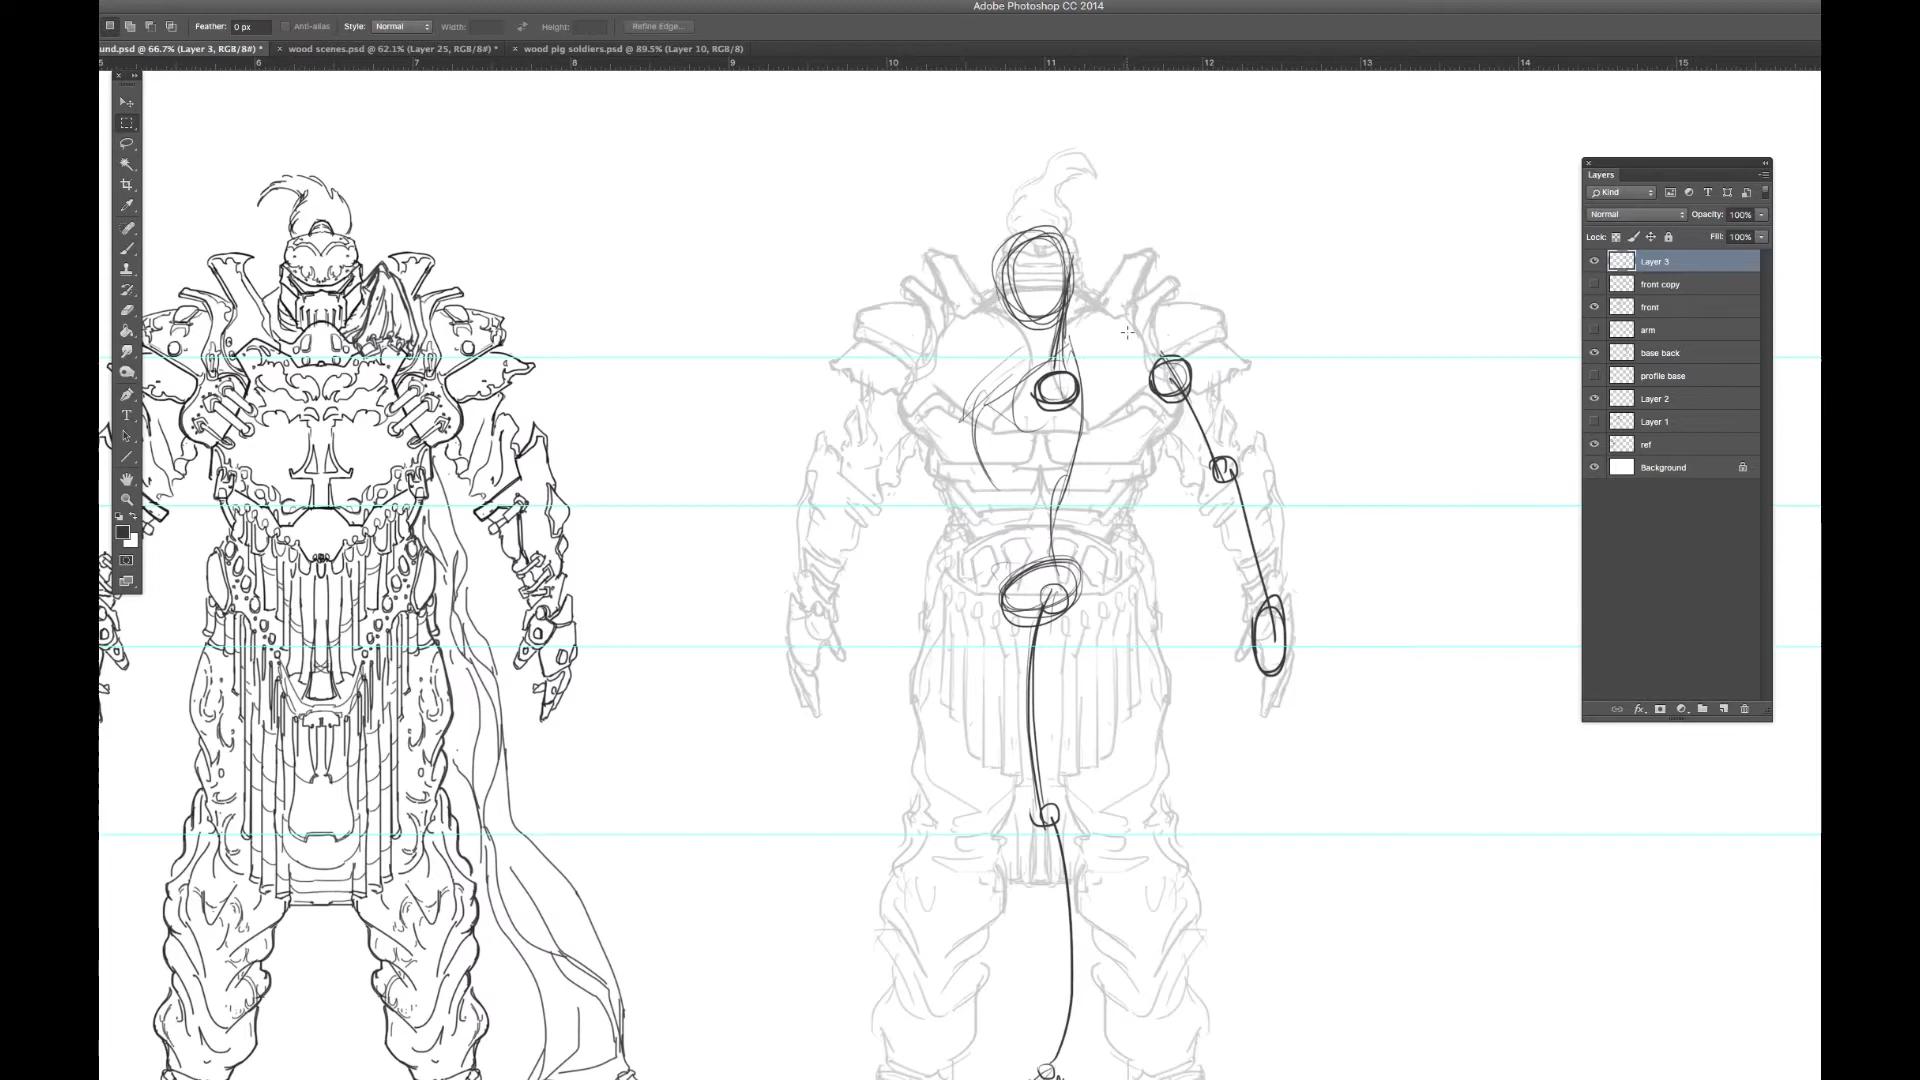 Adobe Photoshop CC 2014
Feather: 0 px Anti-alias Style: Normal Width: Height: Refine Edge...
und.psd @ 66.7% (Layer 3, RGB/8#) * × wood scenes.psd @ 62.1% (Layer 25, RGB/8#) * × wood pig soldiers.psd @ 89.5% (Layer 10, RGB/8)
5 6 7 8 9 10 11 12 13 14 15
Layers
Kind
Normal Opacity: 100%
Lock: Fill: 100%
Layer 3
front copy
front
arm
base back
profile base
Layer 2
Layer 1
ref
Background